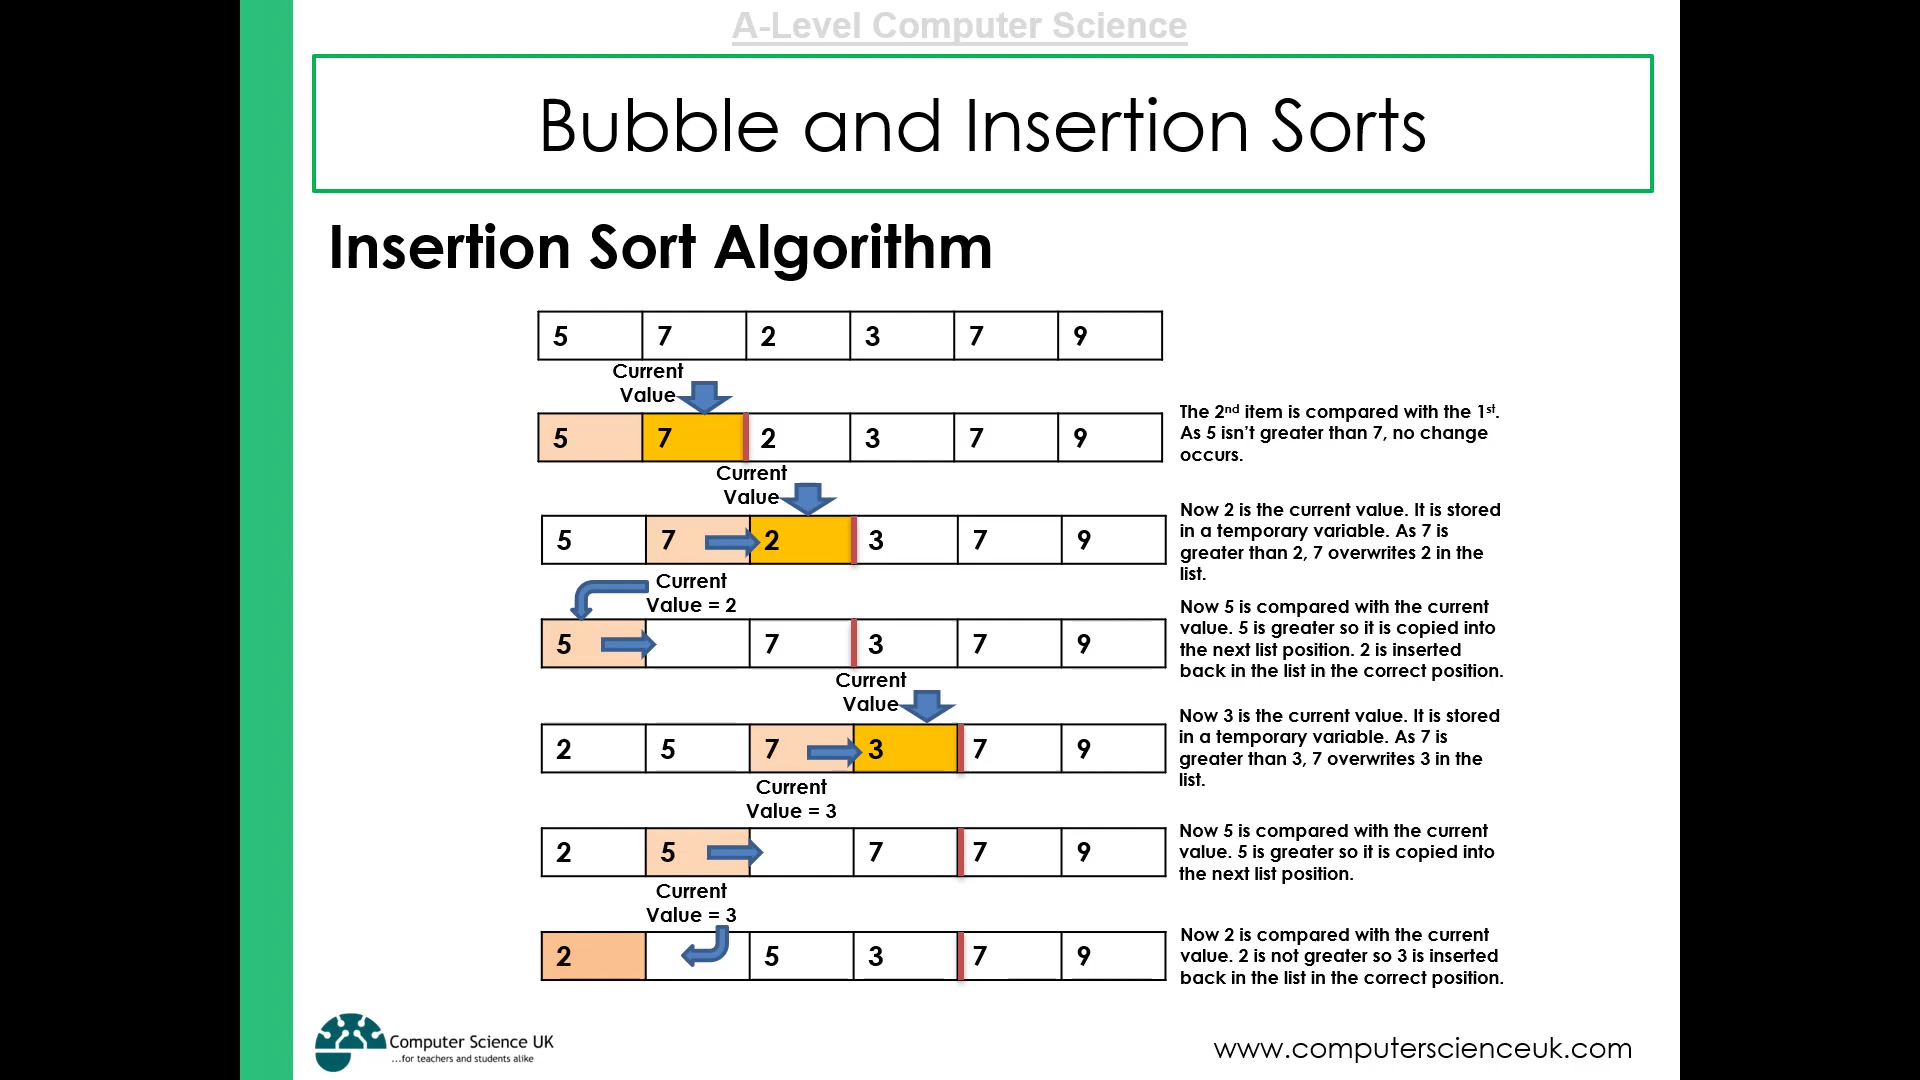 A-Level Computer Science
Bubble and Insertion Sorts
Insertion Sort Algorithm
5 7 2 3 7 9
Current
Value
5 7 2 3 7 9
The 2nd item is compared with the 1st.
As 5 isn't greater than 7, no change
occurs.
Current
Value
5 7 2 3 7 9
Now 2 is the current value. It is stored
in a temporary variable. As 7 is
greater than 2, 7 overwrites 2 in the
list.
Current
Value = 2
5 7 3 7 9
Now 5 is compared with the current
value. 5 is greater so it is copied into
the next list position. 2 is inserted
back in the list in the correct position.
Current
Value
2 5 7 3 7 9
Now 3 is the current value. It is stored
in a temporary variable. As 7 is
greater than 3, 7 overwrites 3 in the
list.
Current
Value = 3
2 5 7 7 9
Now 5 is compared with the current
value. 5 is greater so it is copied into
the next list position.
Current
Value = 3
2 5 3 7 9
Now 2 is compared with the current
value. 2 is not greater so 3 is inserted
back in the list in the correct position.
Computer Science UK
...for teachers and students alike
www.computerscienceuk.com